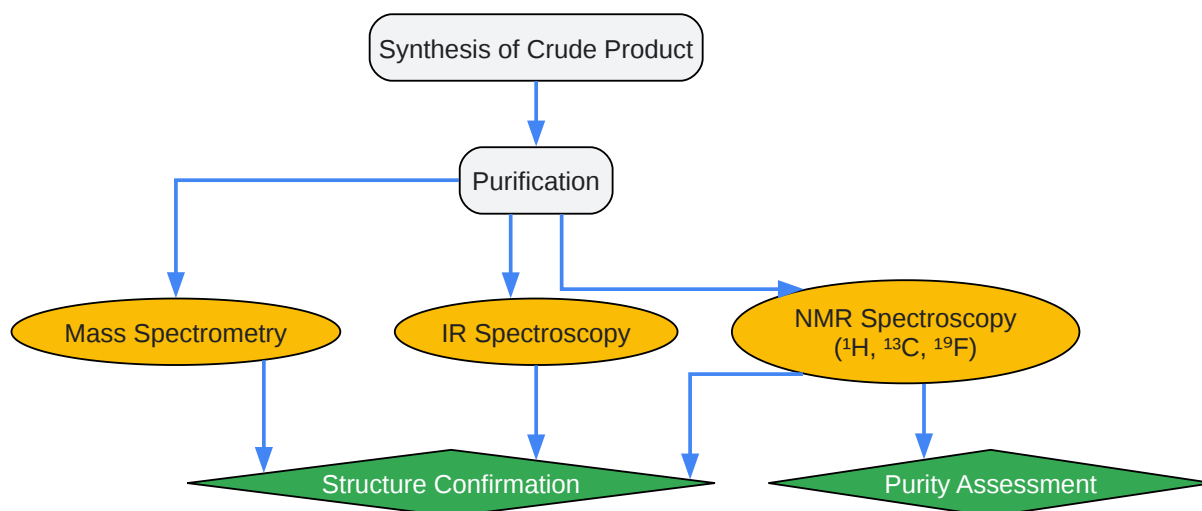 Synthesis of Crude Product
Purification
Mass Spectrometry
IR Spectroscopy
NMR Spectroscopy
(¹H, ¹³C, ¹⁹F)
Structure Confirmation
Purity Assessment